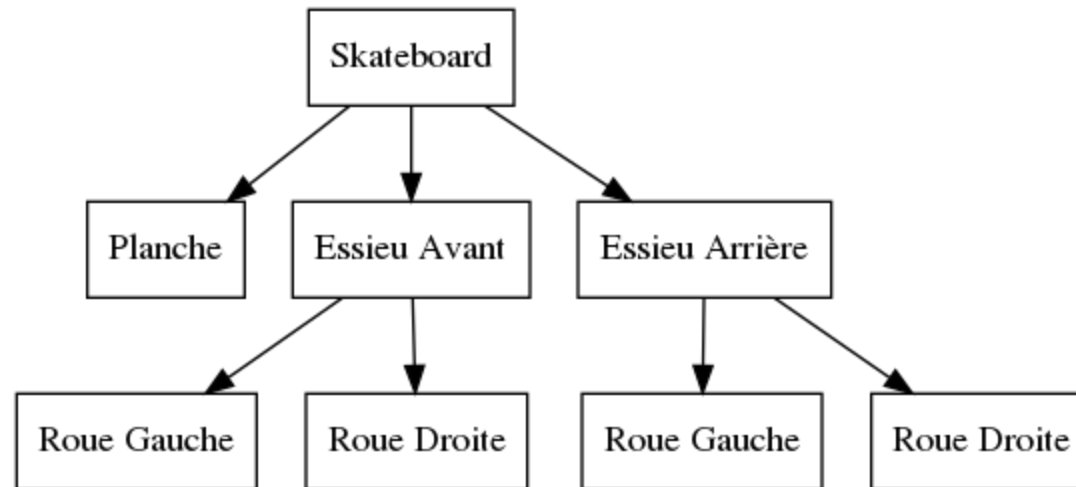 Skateboard
Planche
Essieu Avant
Essieu Arrière
Roue Gauche
Roue Droite
Roue Gauche
Roue Droite